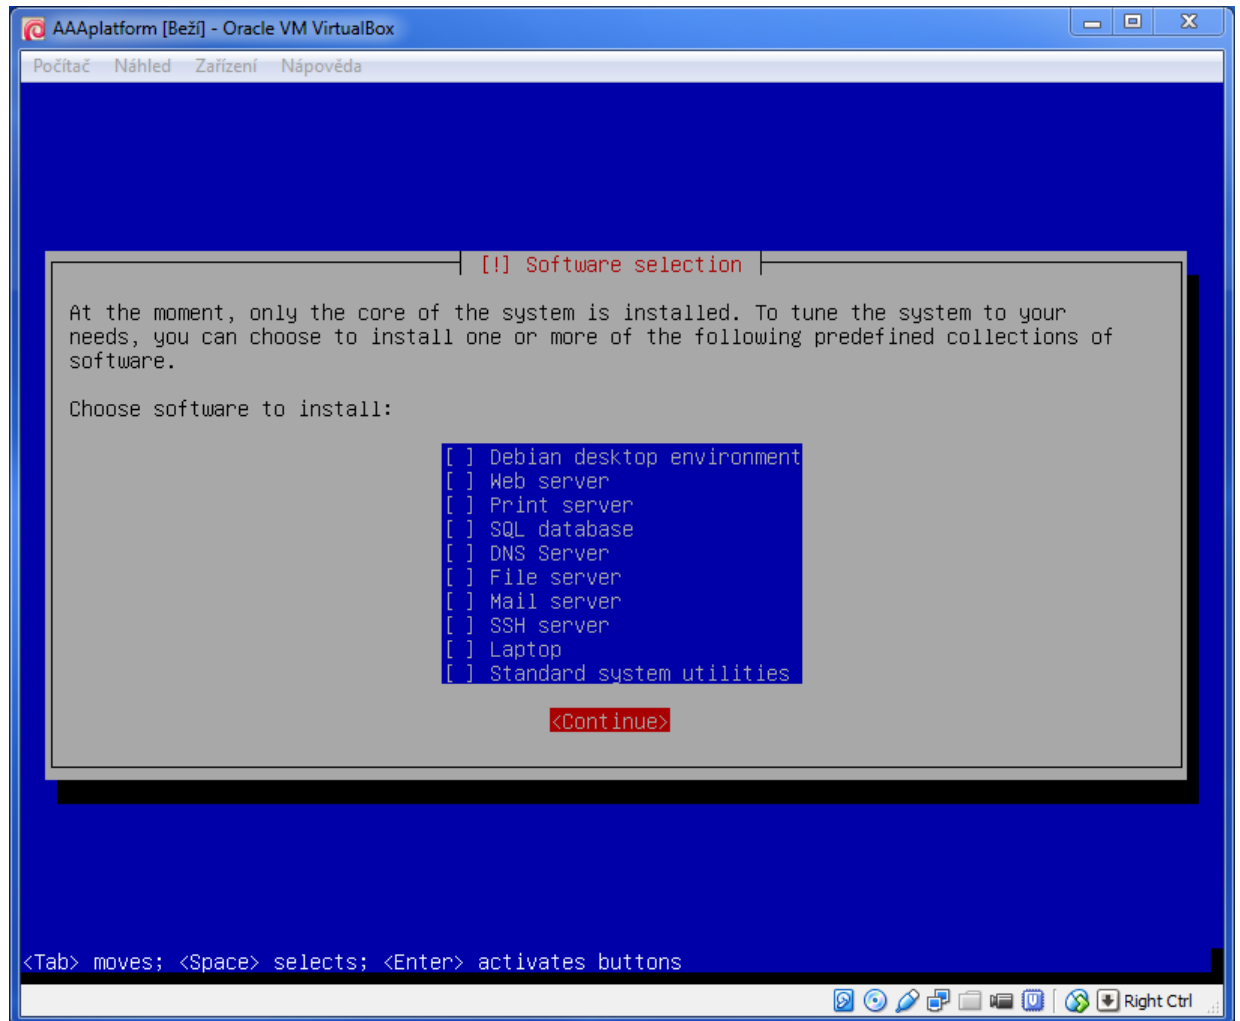 AAAplatform [Beží] - Oracle VM VirtualBox
Počítač Náhled Zařízení Nápověda
[!] Software selection
At the moment, only the core of the system is installed. To tune the system to your
needs, you can choose to install one or more of the following predefined collections of
software.
Choose software to install:
[ ] Debian desktop environment
[ ] Web server
[ ] Print server
[ ] SQL database
[ ] DNS Server
[ ] File server
[ ] Mail server
[ ] SSH server
[ ] Laptop
[ ] Standard system utilities
<Continue>
<Tab> moves; <Space> selects; <Enter> activates buttons
Right Ctrl